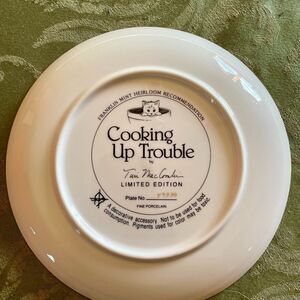 FRANKLIN MINT HEIRLOOM RECOMMENDATION
Cooking
Up Trouble
by
LIMITED EDITION
Plate No.
FINE PORCELAIN
A decorative accessory. Not to be used for food
consumption. Pigments used for color may be toxic.